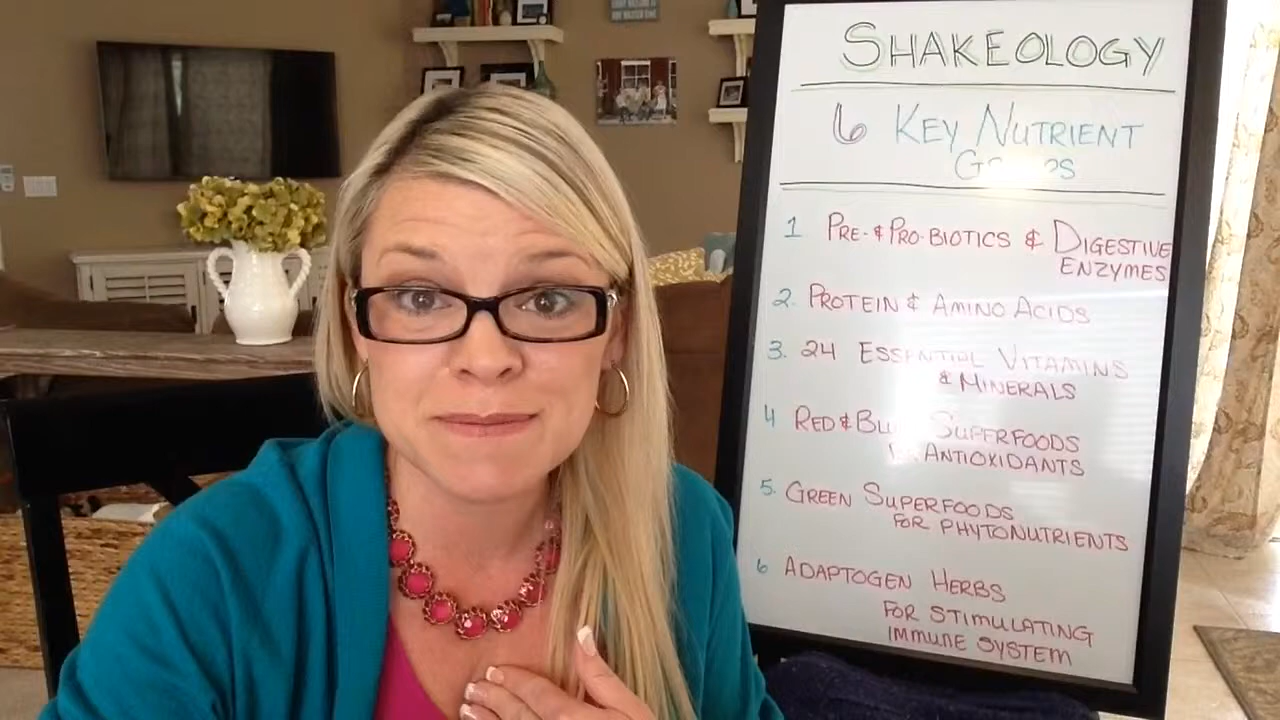 SHAKEOLOGY
6 KEY NUTRIENT
1 PRE- & PRO-BIOTICS & DIGESTIVE
ENZYMES
2. PROTEIN & AMINO ACIDS
3. 24 ESSENTIAL VITAMINS
& MINERALS
4 RED & SUPERFOODS
ANTIOXIDANTS
5. GREEN SUPERFOODS
FOR PHYTONUTRIENTS
6 ADAPTOGEN HERBS
FOR STIMULATING
IMMUNE SYSTEM